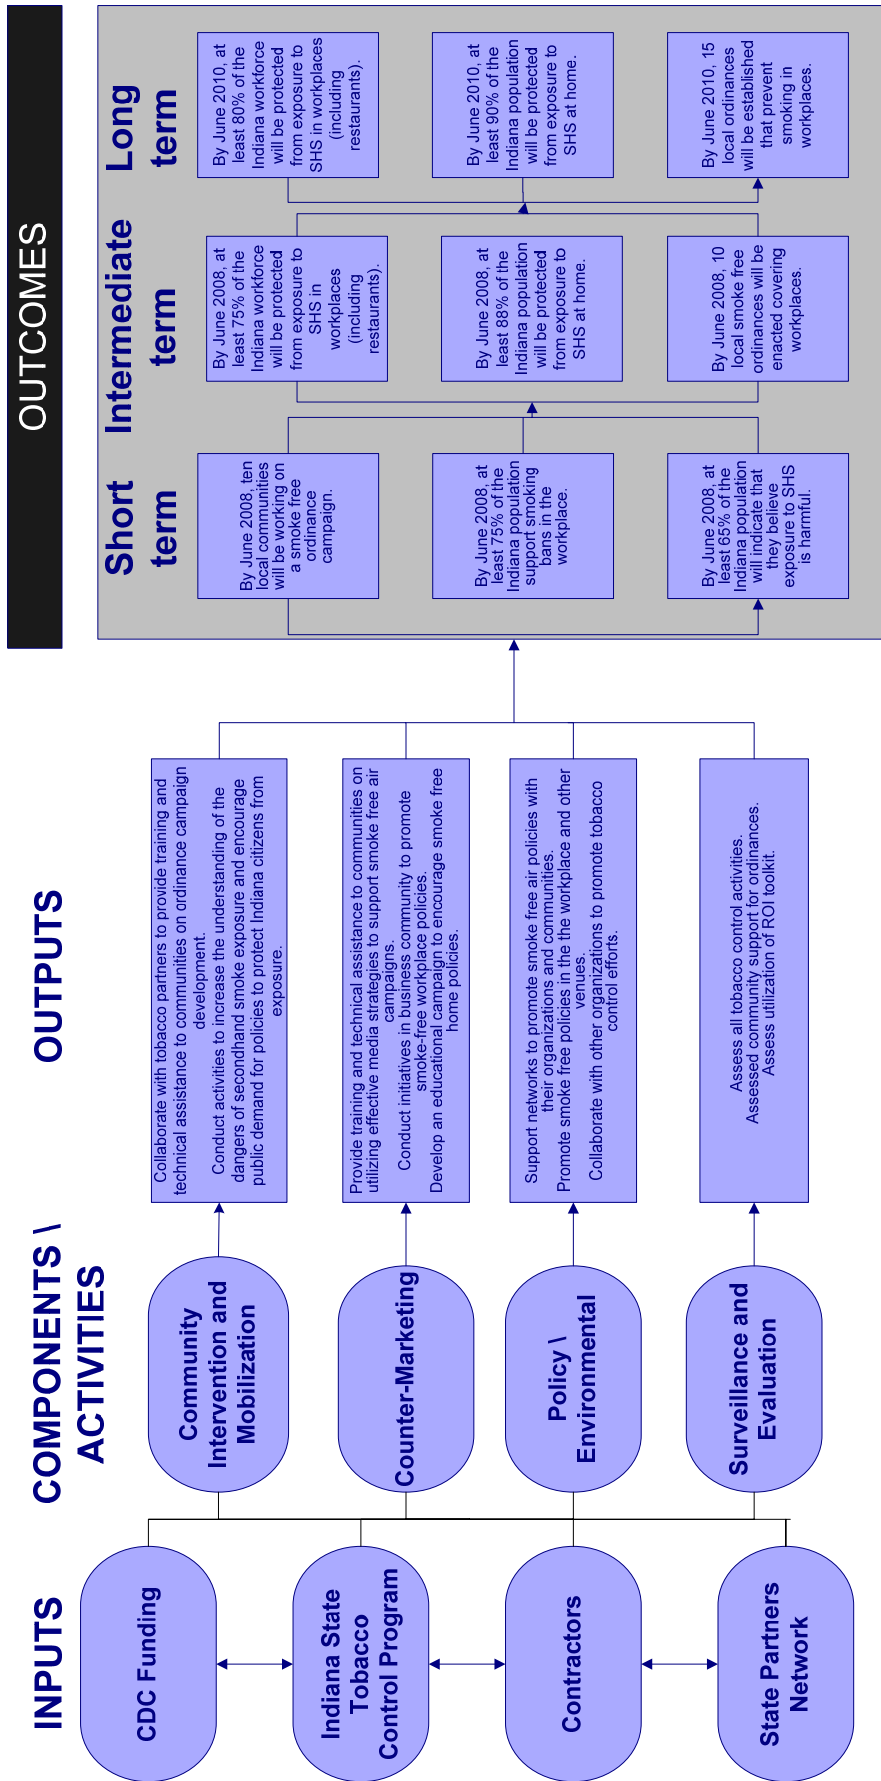 INPUTS
CDC Funding
Indiana State
Tobacco
Control Program
Contractors
State Partners
Network
COMPONENTS \
ACTIVITIES
Community
Intervention and
Mobilization
Counter-Marketing
Policy \
Environmental
Surveillance and
Evaluation
OUTPUTS
Collaborate with tobacco partners to provide training and
technical assistance to communities on ordinance campaign
development.
Conduct activities to increase the understanding of the
dangers of secondhand smoke exposure and encourage
public demand for policies to protect Indiana citizens from
exposure.
Provide training and technical assistance to communities on
utilizing effective media strategies to support smoke free air
campaigns.
Conduct initiatives in business community to promote
smoke-free workplace policies.
Develop an educational campaign to encourage smoke free
home policies.
Support networks to promote smoke free air policies with
their organizations and communities.
Promote smoke free policies in the the workplace and other
venues.
Collaborate with other organizations to promote tobacco
control efforts.
Assess all tobacco control activities.
Assessed community support for ordinances.
Assess utilization of ROI toolkit.
OUTCOMES
Short
term
By June 2008, ten
local communities
will be working on
a smoke free
ordinance
campaign.
By June 2008, at
least 75% of the
Indiana population
support smoking
bans in the
workplace.
By June 2008, at
least 65% of the
Indiana population
will indicate that
they believe
exposure to SHS
is harmful.
Intermediate
term
By June 2008, at
least 75% of the
Indiana workforce
will be protected
from exposure to
SHS in
workplaces
(including
restaurants).
By June 2008, at
least 88% of the
Indiana population
will be protected
from exposure to
SHS at home.
By June 2008, 10
local smoke free
ordinances will be
enacted covering
workplaces.
Long
term
By June 2010, at
least 80% of the
Indiana workforce
will be protected
from exposure to
SHS in workplaces
(including
restaurants).
By June 2010, at
least 90% of the
Indiana population
will be protected
from exposure to
SHS at home.
By June 2010, 15
local ordinances
will be established
that prevent
smoking in
workplaces.